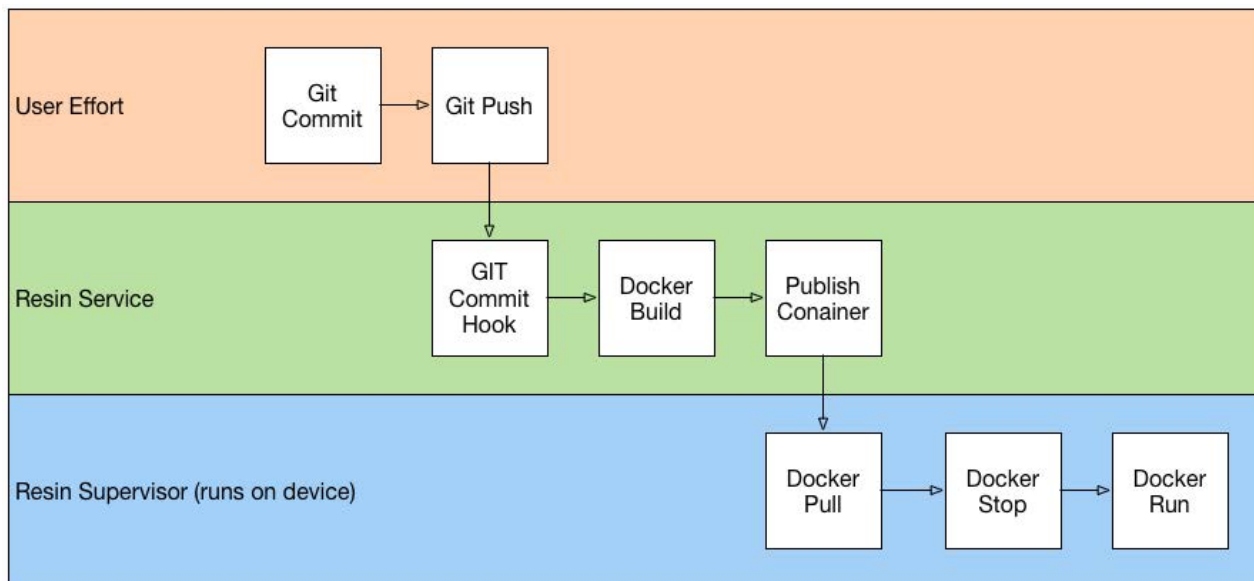 User Effort
Git
Commit
Git Push
Resin Service
GIT
Commit
Hook
Docker
Build
Publish
Conainer
Resin Supervisor (runs on device)
Docker
Pull
Docker
Stop
Docker
Run